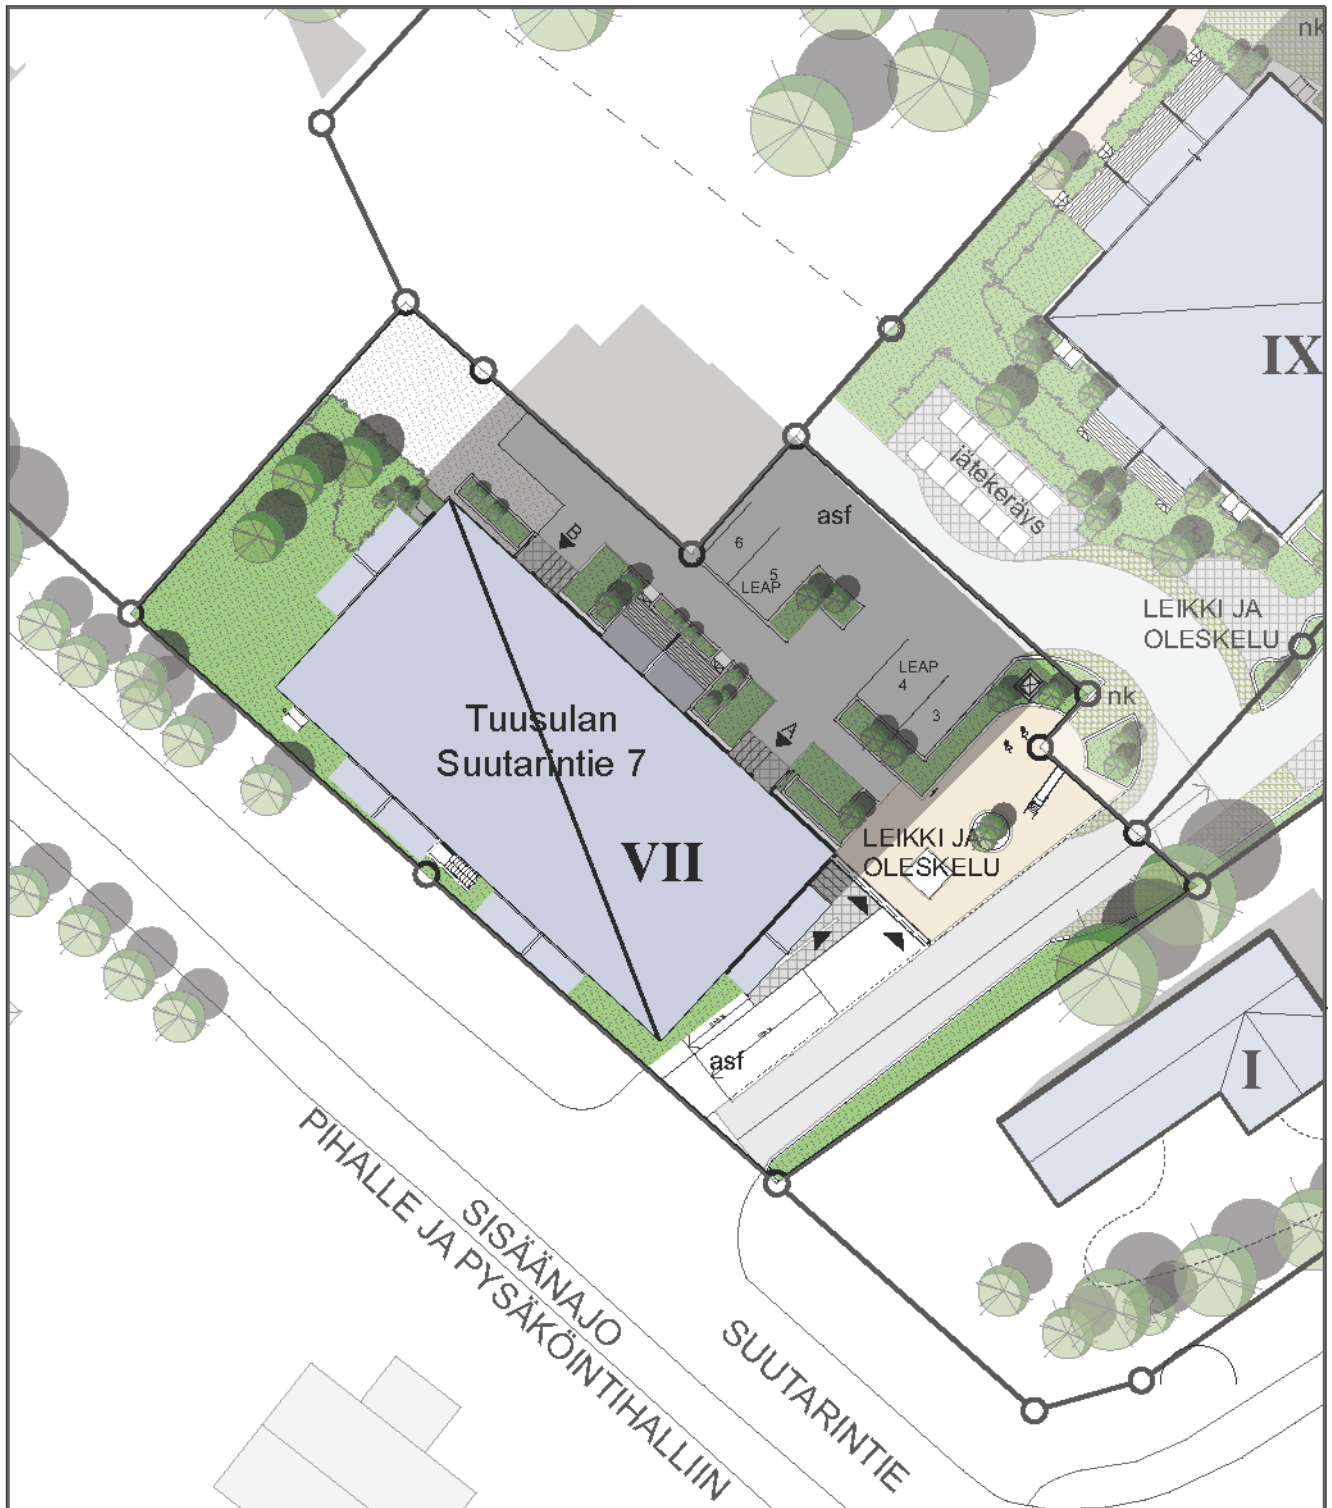 nk
IX
jätekeräys
asf
B
6
5
LEAP
LEIKKI JA
OLESKELU
LEAP
4
nk
3
A
Tuusulan
Suutarintie 7
VII
LEIKKI JA
OLESKELU
asf
I
SISÄÄNAJO
PIHALLE JA PYSÄKÖINTIHALLIIN
SUUTARINTIE